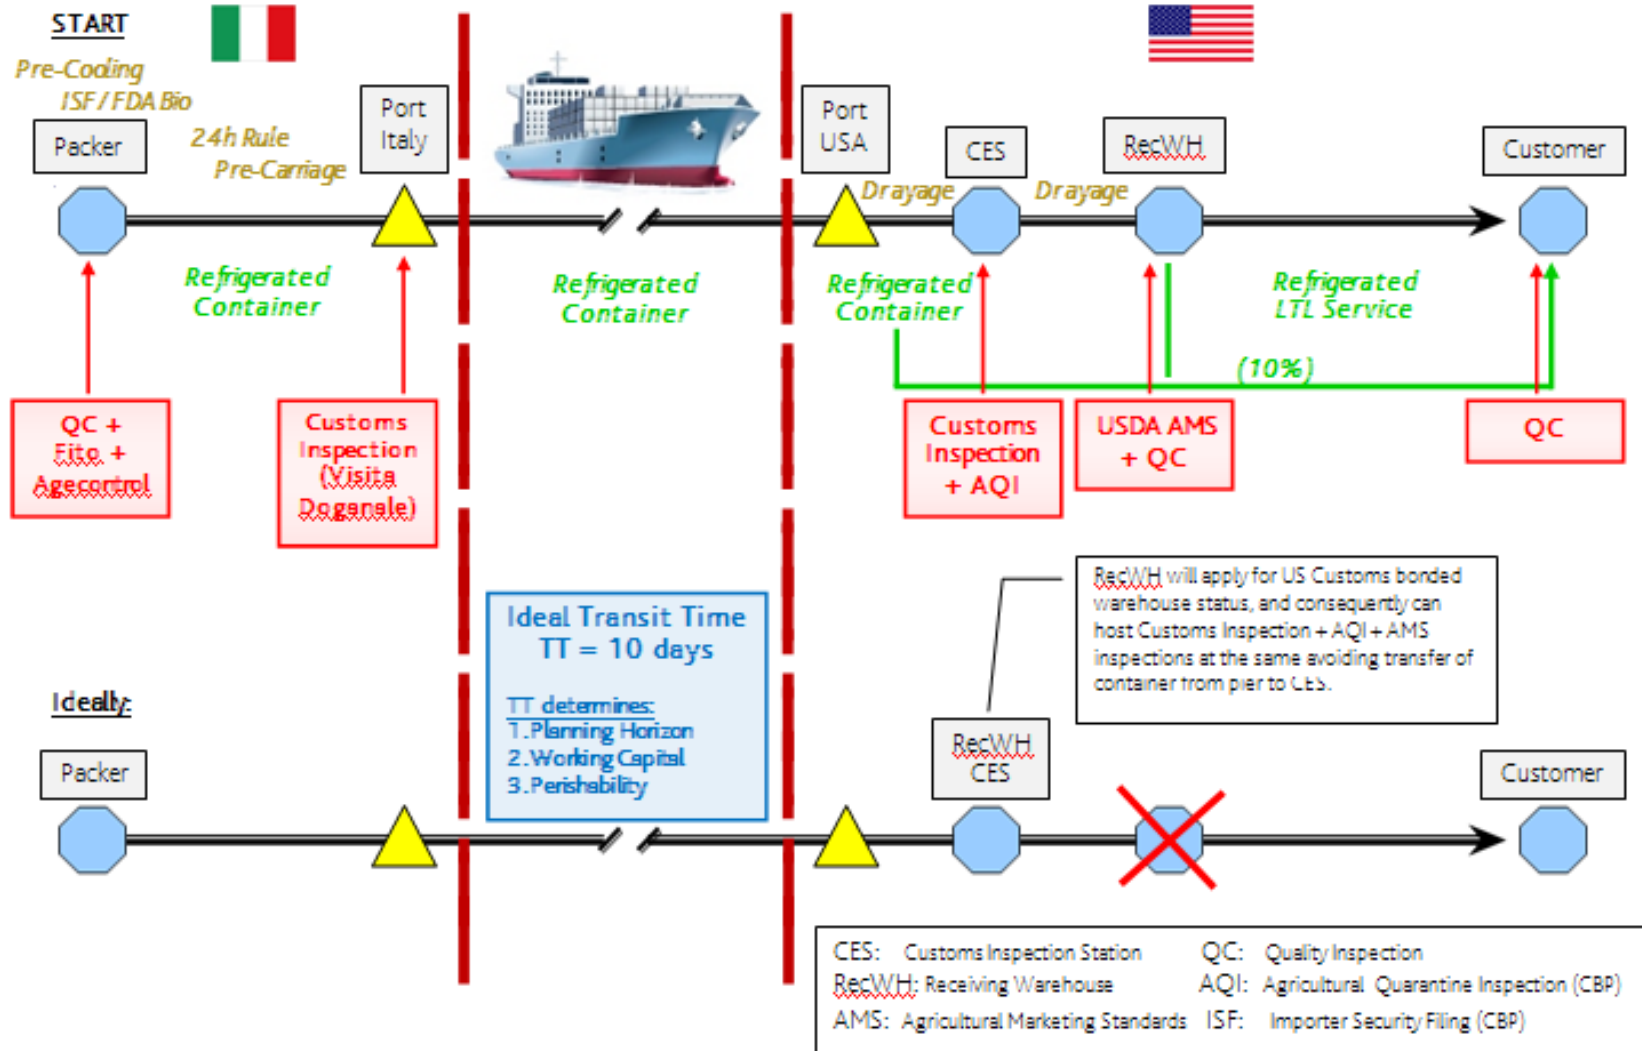 START
Pre-Cooling
ISF / FDA Bio
Packer
24h Rule
Pre-Carriage
Port
Italy
Port
USA
CES
RecWH
Customer
Drayage
Drayage
Refrigerated
Container
Refrigerated
Container
Refrigerated
Container
Refrigerated
LTL Service
(10%)
QC +
Fito. +
Agecontrol
Customs
Inspection
(Visita
Doganale)
Customs
Inspection
+ AQI
USDA AMS
+ QC
QC
RecWH will apply for US Customs bonded
warehouse status, and consequently can
host Customs Inspection + AQI + AMS
inspections at the same avoiding transfer of
container from pier to CES.
Ideal Transit Time
TT = 10 days
TT determines:
1. Planning Horizon
2. Working Capital
3. Perishability
Ideally:
Packer
RecWH
CES
Customer
CES: Customs Inspection Station QC: Quality Inspection
RecWH: Receiving Warehouse AQI: Agricultural Quarantine Inspection (CBP)
AMS: Agricultural Marketing Standards ISF: Importer Security Filing (CBP)